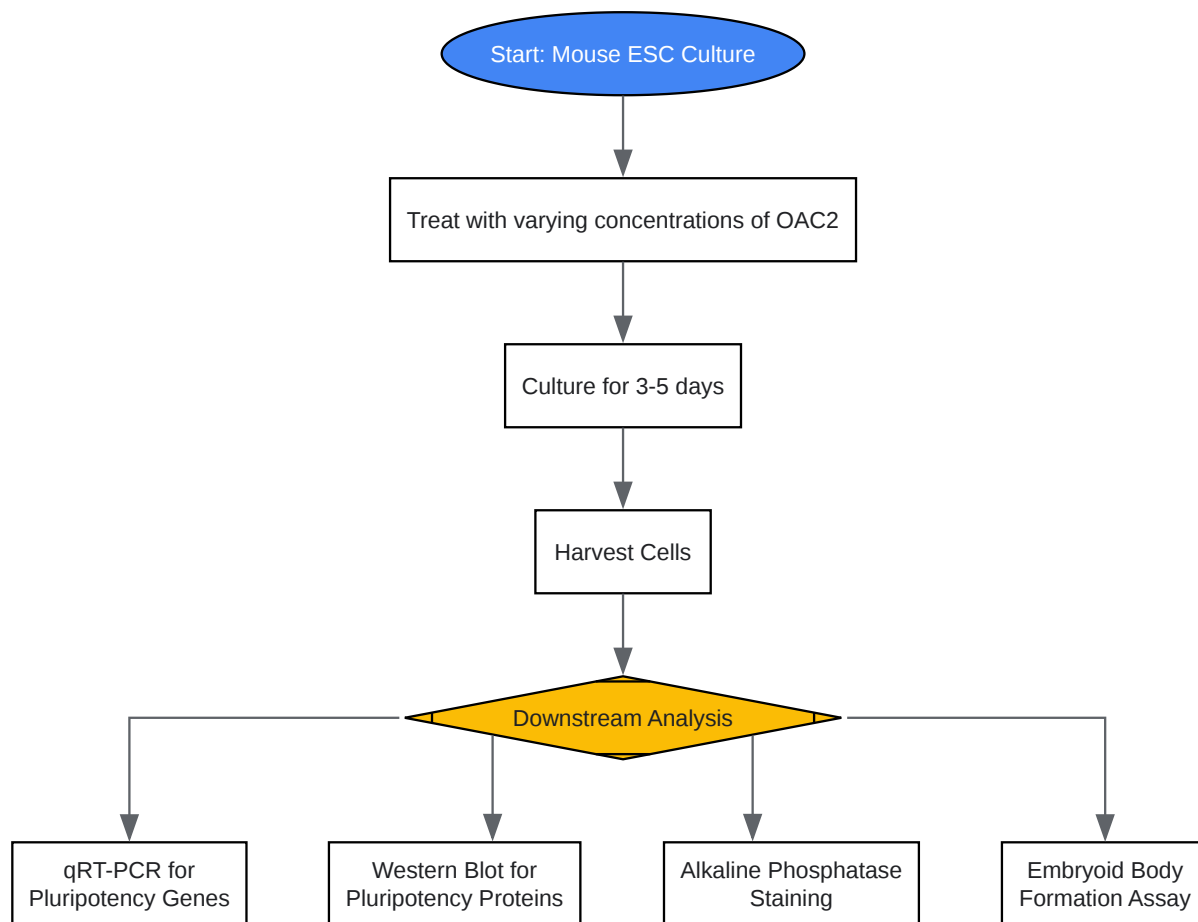 Start: Mouse ESC Culture
Treat with varying concentrations of OAC2
Culture for 3-5 days
Harvest Cells
Downstream Analysis
qRT-PCR for
Pluripotency Genes
Western Blot for
Pluripotency Proteins
Alkaline Phosphatase
Staining
Embryoid Body
Formation Assay